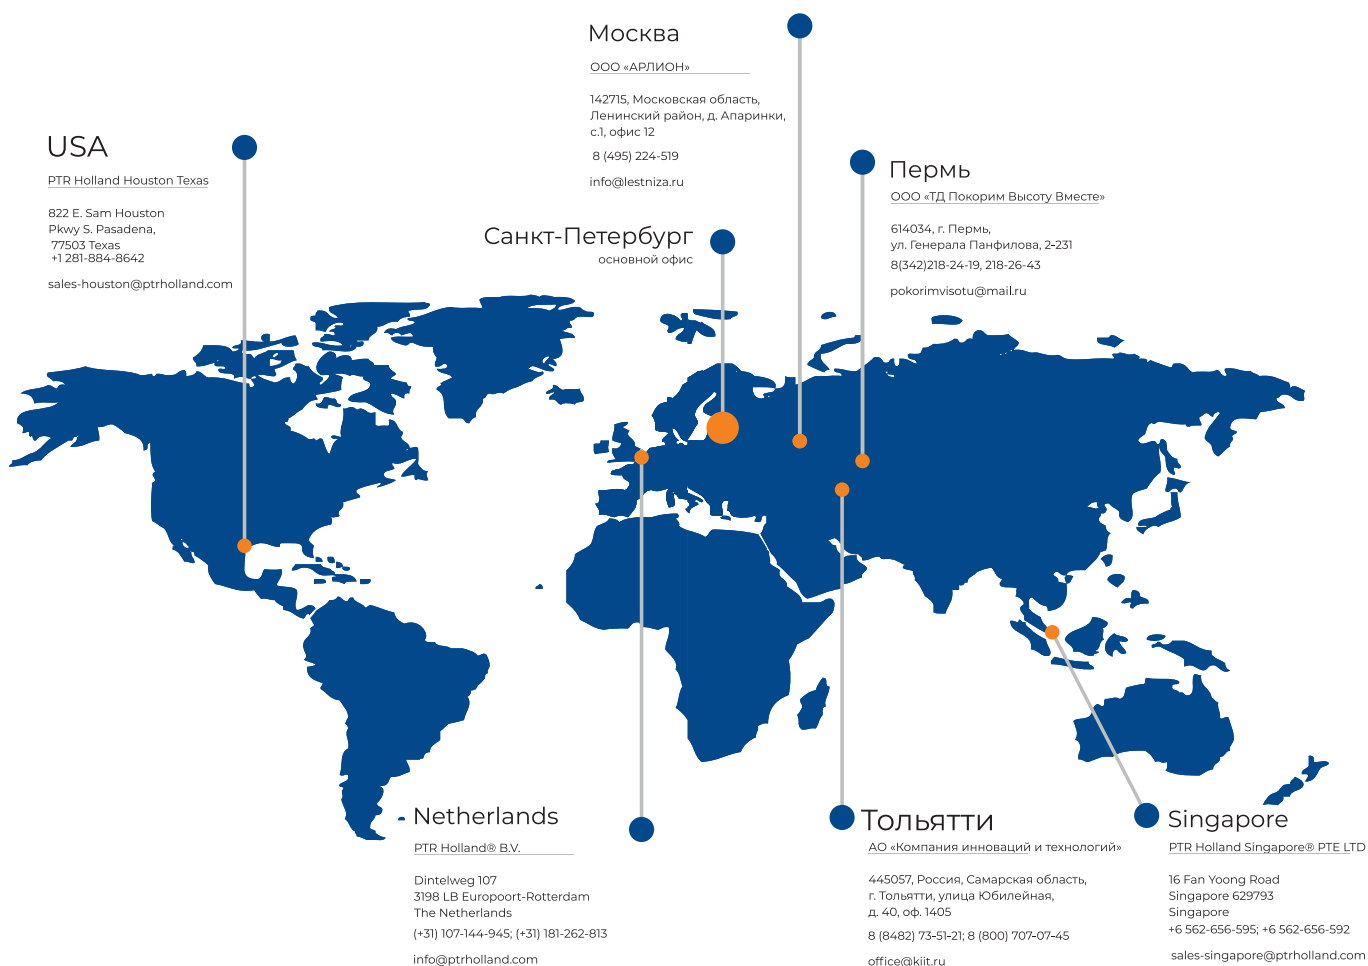 Москва
ООО «АРЛИОН»
142715, Московская область,
Ленинский район, д. Апаринки,
с.1, офис 12
8 (495) 224-519
info@lestniza.ru
USA
PTR Holland Houston Texas
822 E. Sam Houston
Pkwy S. Pasadena,
77503 Texas
+1 281-884-8642
sales-houston@ptrholland.com
Пермь
ООО «ТД Покорим Высоту Вместе»
614034, г. Пермь,
ул. Генерала Панфилова, 2-231
8(342)218-24-19, 218-26-43
pokorimvisotu@mail.ru
Санкт-Петербург
основной офис
Netherlands
PTR Holland® B.V.
Dintelweg 107
3198 LB Europoort-Rotterdam
The Netherlands
(+31) 107-144-945; (+31) 181-262-813
info@ptrholland.com
Тольятти
АО «Компания инноваций и технологий»
445057, Россия, Самарская область,
г. Тольятти, улица Юбилейная,
д. 40, оф. 1405
8 (8482) 73-51-21; 8 (800) 707-07-45
office@kiit.ru
Singapore
PTR Holland Singapore® PTE LTD
16 Fan Yoong Road
Singapore 629793
Singapore
+6 562-656-595; +6 562-656-592
sales-singapore@ptrholland.com